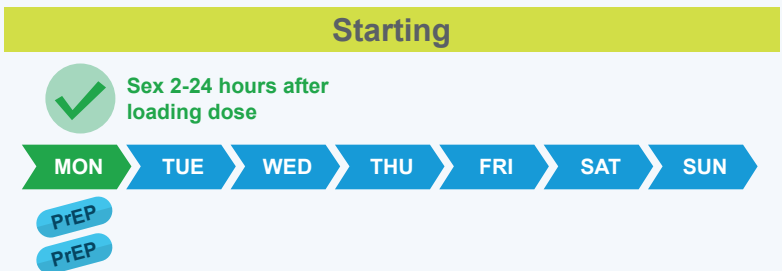 Starting
Sex 2-24 hours after
loading dose
MON TUE WED THU FRI SAT SUN
PrEP
PrEP